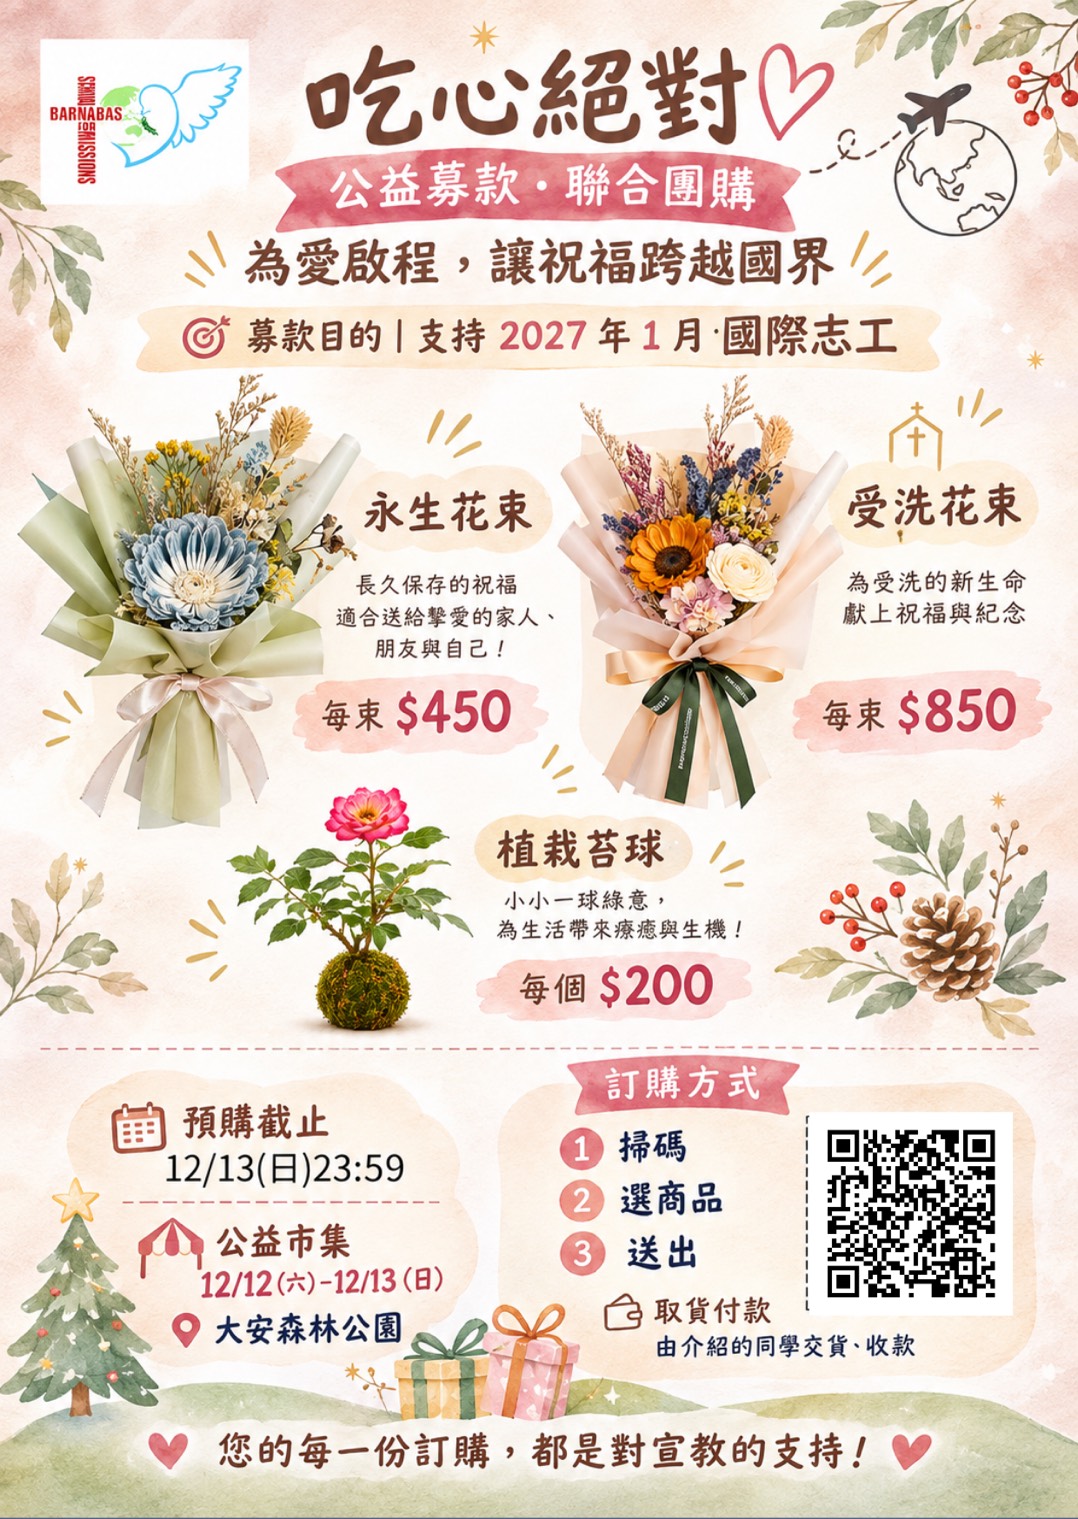 SENDING
BARNABAS
FOR
MISSIONS
吃心絕對
公益募款・聯合團購
為愛啟程，讓祝福跨越國界
募款目的|支持 2027 年 1 月·國際志工
永生花束
長久保存的祝福
適合送給摯愛的家人、
朋友與自己！
每束 $450
受洗花束
為受洗的新生命
獻上祝福與紀念
每束 $850
植栽苔球
小小一球綠意，
為生活帶來療癒與生機！
每個 $200
預購截止
12/13(日)23:59
公益市集
12/12(六)-12/13(日)
大安森林公園
訂購方式
1 掃碼
2 選商品
3 送出
取貨付款
由介紹的同學交貨、收款
您的每一份訂購，都是對宣教的支持！